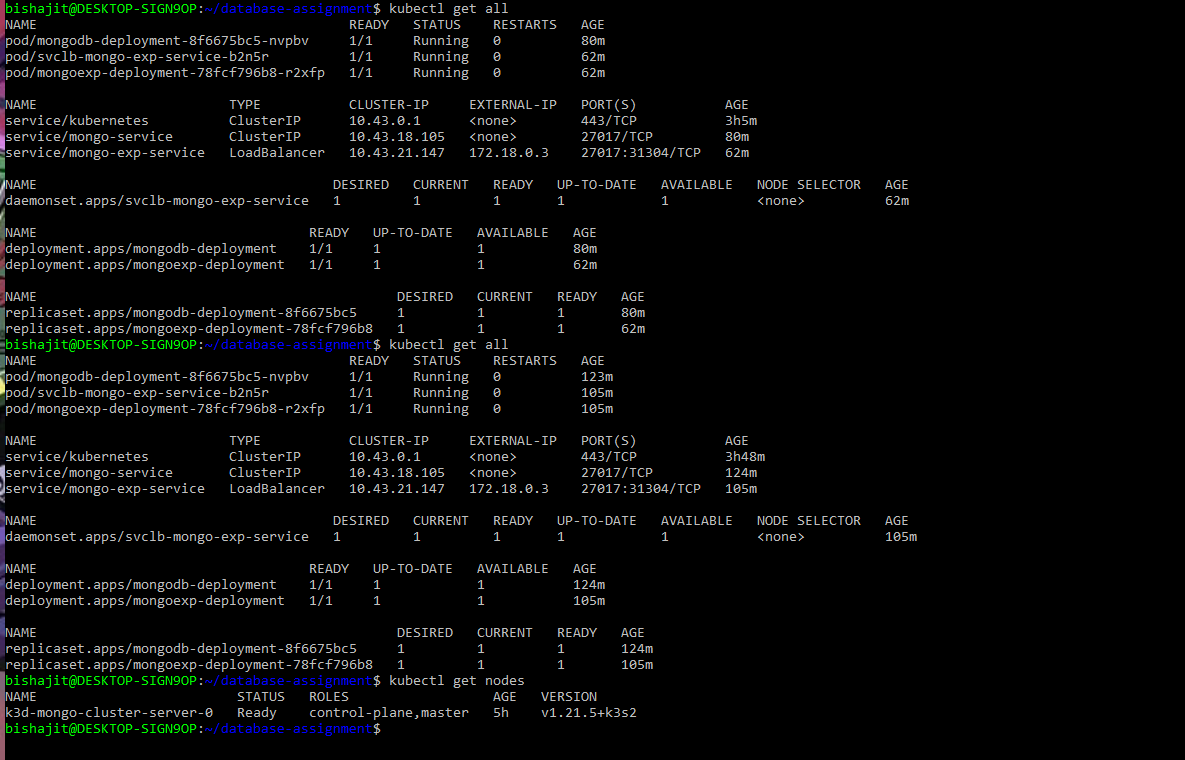 bishajit@DESKTOP-SIGN9OP:~/database-assignment$ kubectl get all
NAME READY STATUS RESTARTS AGE
pod/mongodb-deployment-8f6675bc5-nvpbv 1/1 Running 0 80m
pod/svclb-mongo-exp-service-b2n5r 1/1 Running 0 62m
pod/mongoexp-deployment-78fcf796b8-r2xfp 1/1 Running 0 62m
NAME TYPE CLUSTER-IP EXTERNAL-IP PORT(S) AGE
service/kubernetes ClusterIP 10.43.0.1 <none> 443/TCP 3h5m
service/mongo-service ClusterIP 10.43.18.105 <none> 27017/TCP 80m
service/mongo-exp-service LoadBalancer 10.43.21.147 172.18.0.3 27017:31304/TCP 62m
NAME DESIRED CURRENT READY UP-TO-DATE AVAILABLE NODE SELECTOR AGE
daemonset.apps/svclb-mongo-exp-service 1 1 1 1 1 <none> 62m
NAME READY UP-TO-DATE AVAILABLE AGE
deployment.apps/mongodb-deployment 1/1 1 1 80m
deployment.apps/mongoexp-deployment 1/1 1 1 62m
NAME DESIRED CURRENT READY AGE
replicaset.apps/mongodb-deployment-8f6675bc5 1 1 1 80m
replicaset.apps/mongoexp-deployment-78fcf796b8 1 1 1 62m
bishajit@DESKTOP-SIGN9OP:~/database-assignment$ kubectl get all
NAME READY STATUS RESTARTS AGE
pod/mongodb-deployment-8f6675bc5-nvpbv 1/1 Running 0 123m
pod/svclb-mongo-exp-service-b2n5r 1/1 Running 0 105m
pod/mongoexp-deployment-78fcf796b8-r2xfp 1/1 Running 0 105m
NAME TYPE CLUSTER-IP EXTERNAL-IP PORT(S) AGE
service/kubernetes ClusterIP 10.43.0.1 <none> 443/TCP 3h48m
service/mongo-service ClusterIP 10.43.18.105 <none> 27017/TCP 124m
service/mongo-exp-service LoadBalancer 10.43.21.147 172.18.0.3 27017:31304/TCP 105m
NAME DESIRED CURRENT READY UP-TO-DATE AVAILABLE NODE SELECTOR AGE
daemonset.apps/svclb-mongo-exp-service 1 1 1 1 1 <none> 105m
NAME READY UP-TO-DATE AVAILABLE AGE
deployment.apps/mongodb-deployment 1/1 1 1 124m
deployment.apps/mongoexp-deployment 1/1 1 1 105m
NAME DESIRED CURRENT READY AGE
replicaset.apps/mongodb-deployment-8f6675bc5 1 1 1 124m
replicaset.apps/mongoexp-deployment-78fcf796b8 1 1 1 105m
bishajit@DESKTOP-SIGN9OP:~/database-assignment$ kubectl get nodes
NAME STATUS ROLES AGE VERSION
k3d-mongo-cluster-server-0 Ready control-plane,master 5h v1.21.5+k3s2
bishajit@DESKTOP-SIGN9OP:~/database-assignment$